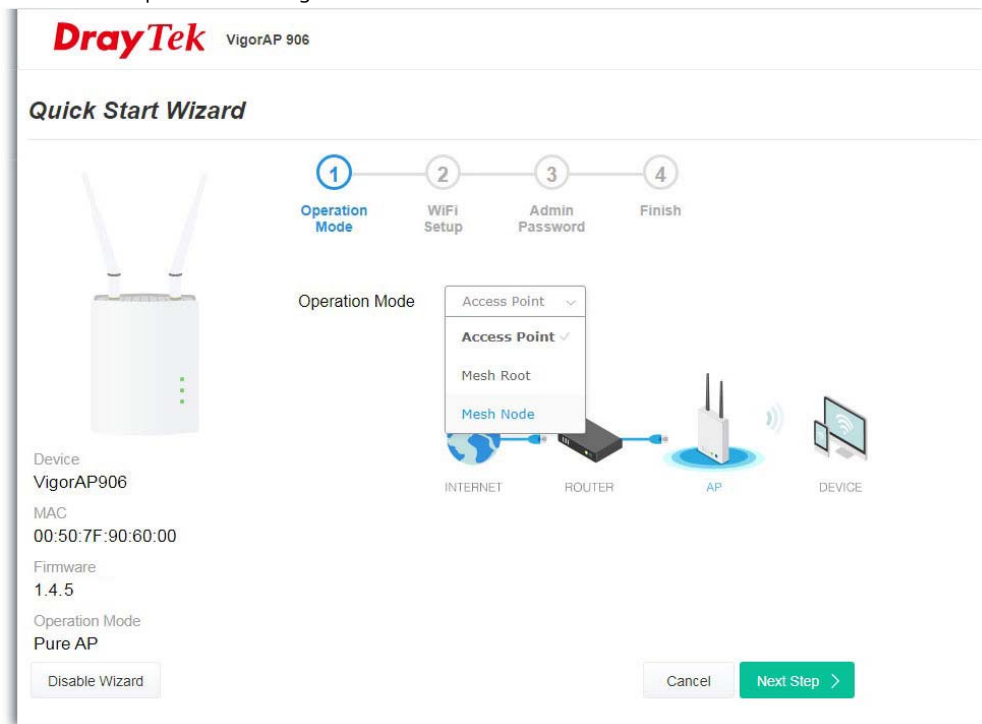 DrayTek VigorAP 906
Quick Start Wizard
1 2 3 4
Operation Mode
WiFi Setup
Admin Password
Finish
Operation Mode
Access Point
Access Point
Mesh Root
Mesh Node
INTERNET ROUTER AP DEVICE
Device
VigorAP906
MAC
00:50:7F:90:60:00
Firmware
1.4.5
Operation Mode
Pure AP
Disable Wizard
Cancel
Next Step